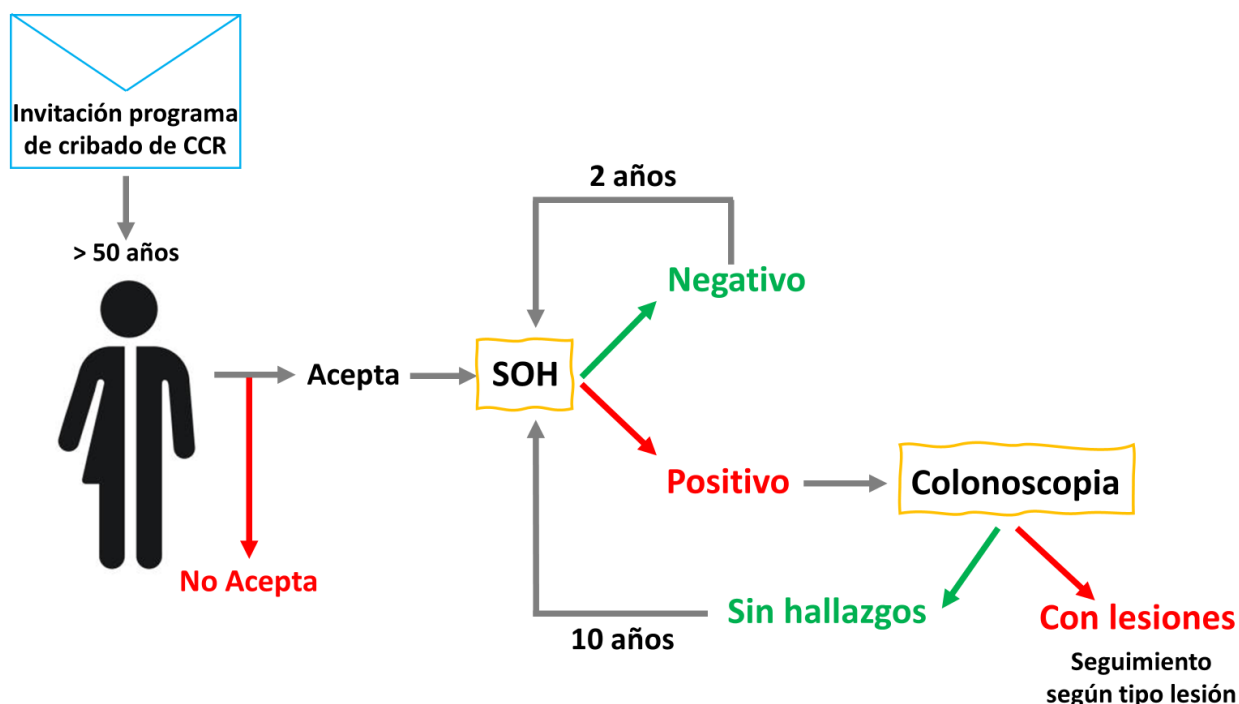 Invitación programa
de cribado de CCR
> 50 años
2 años
Negativo
Acepta
SOH
Positivo
Colonoscopia
No Acepta
Sin hallazgos
10 años
Con lesiones
Seguimiento
según tipo lesión